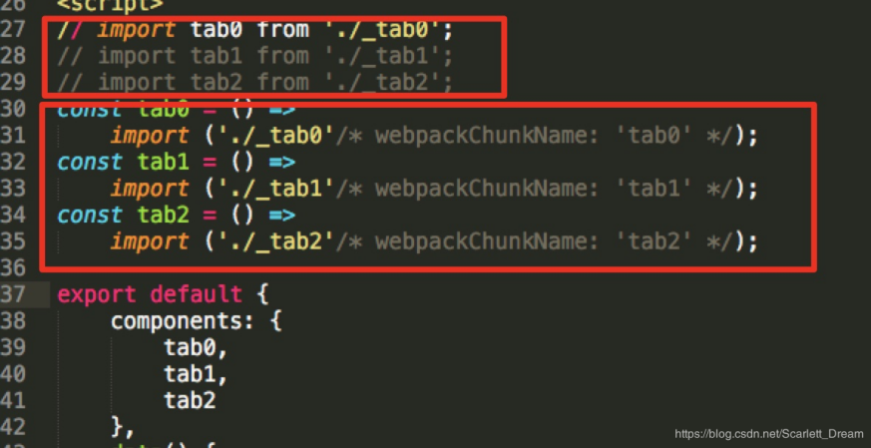 26 <script>
27 // import tab0 from './_tab0';
28 // import tab1 from './_tab1';
29 // import tab2 from './_tab2';
30 const tab0 = () =>
31 import ('./_tab0'/* webpackChunkName: 'tab0' */);
32 const tab1 = () =>
33 import ('./_tab1'/* webpackChunkName: 'tab1' */);
34 const tab2 = () =>
35 import ('./_tab2'/* webpackChunkName: 'tab2' */);
36
37 export default {
38 components: {
39 tab0,
40 tab1,
41 tab2
42 },
43 data() {
https://blog.csdn.net/Scarlett_Dream